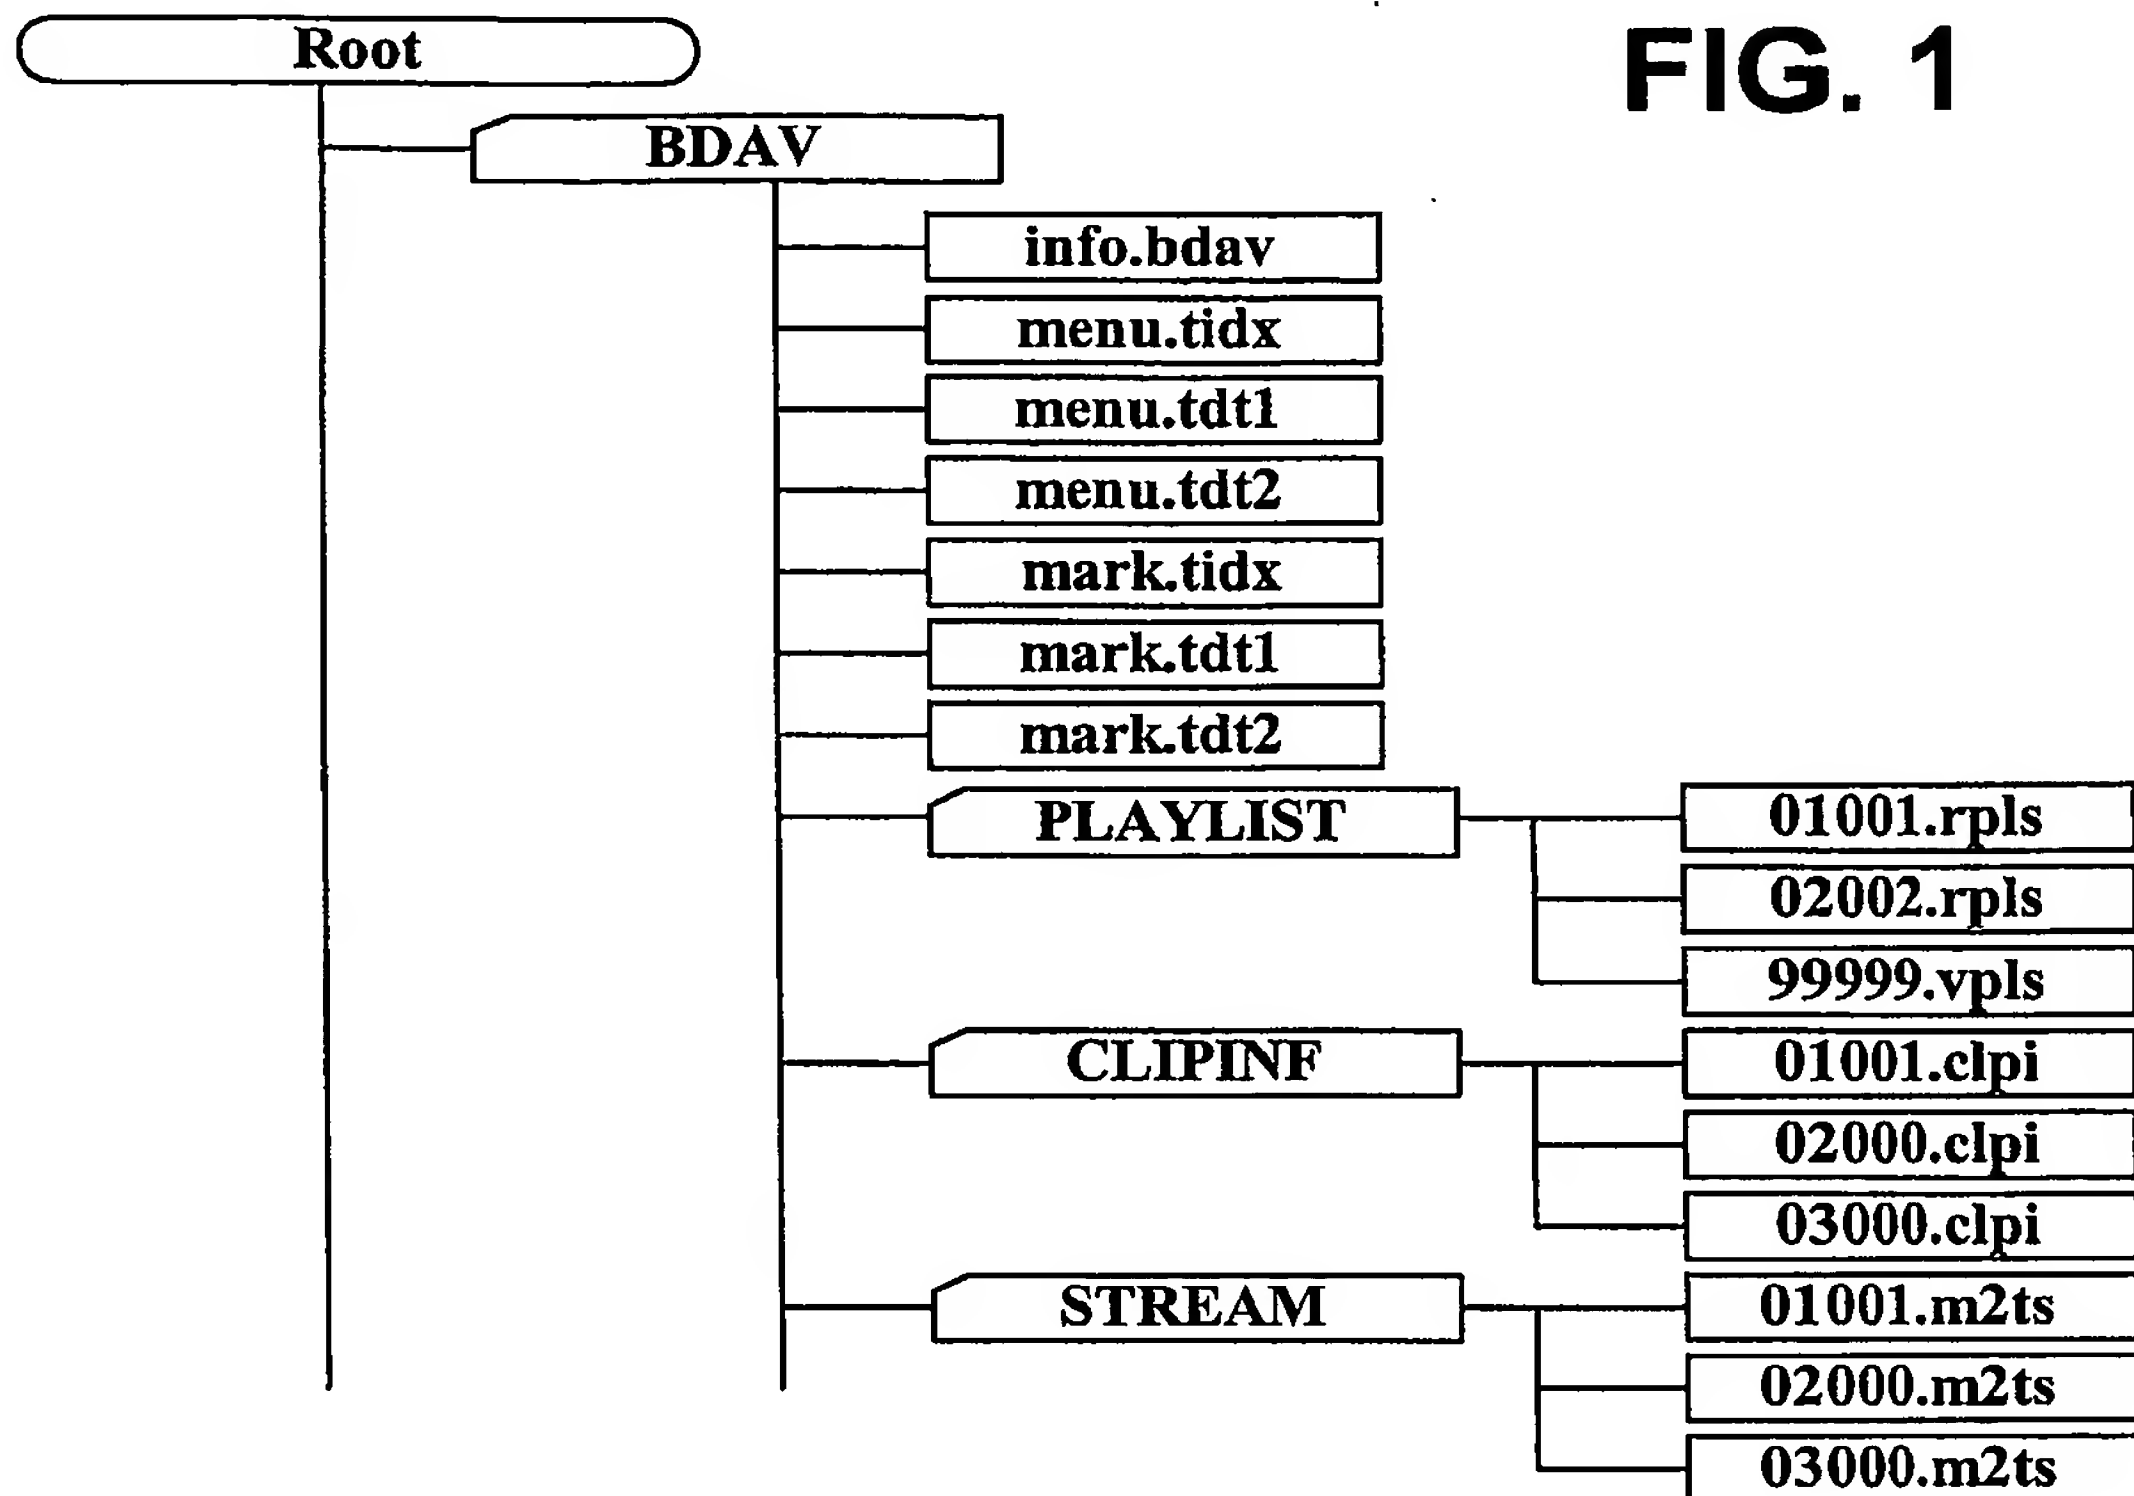 FIG. 1
Root
BDAV
info.bdav
menu.tidx
menu.tdt1
menu.tdt2
mark.tidx
mark.tdt1
mark.tdt2
PLAYLIST
01001.rpls
02002.rpls
99999.vpls
CLIPINF
01001.clpi
02000.clpi
03000.clpi
STREAM
01001.m2ts
02000.m2ts
03000.m2ts